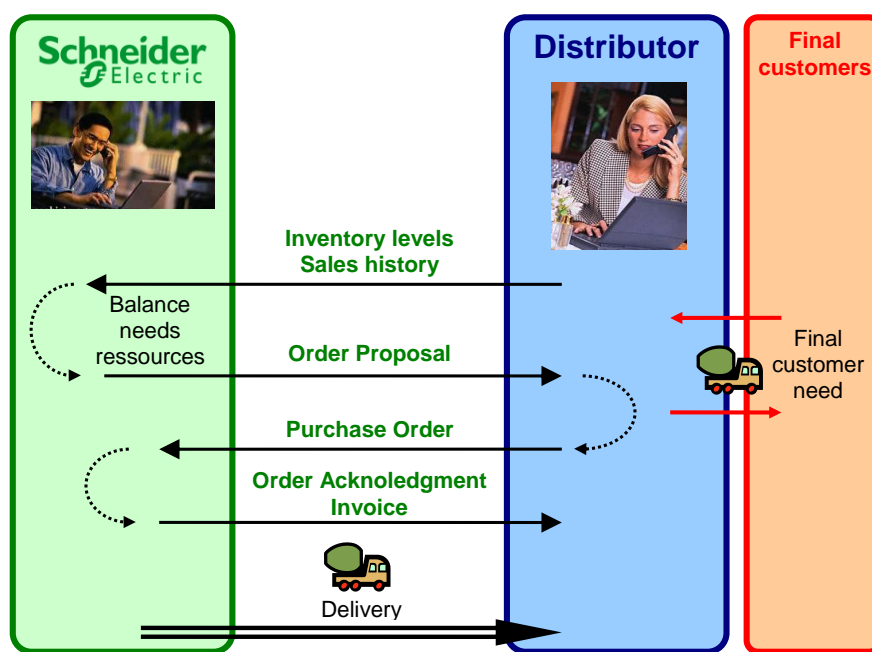 Schneider
Electric
Distributor
Final
customers
Inventory levels
Sales history
Balance
needs
ressources
Final
customer
need
Order Proposal
Purchase Order
Order Acknoledgment
Invoice
Delivery